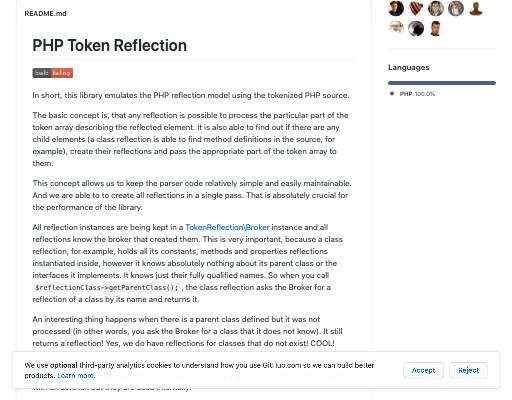 README.md
PHP Token Reflection
build failing
In short, this library emulates the PHP reflection model using the tokenized PHP source.
The basic concept is, that any reflection is possible to process the particular part of the
token array describing the reflected element. It is also able to find out if there are any
child elements (a class reflection is able to find method definitions in the source, for
example), create their reflections and pass the appropriate part of the token array to
them.
This concept allows us to keep the parser code relatively simple and easily maintainable.
And we are able to to create all reflections in a single pass. That is absolutely crucial for
the performance of the library.
All reflection instances are being kept in a TokenReflection\Broker instance and all
reflections know the broker that created them. This is very important, because a class
reflection, for example, holds all its constants, methods and properties reflections
instantiated inside, however it knows absolutely nothing about its parent class or the
interfaces it implements. It knows just their fully qualified names. So when you call
$reflectionClass->getParentClass(); , the class reflection asks the Broker for a
reflection of a class by its name and returns it.
An interesting thing happens when there is a parent class defined but it was not
processed (in other words, you ask the Broker for a class that it does not know). It still
returns a reflection! Yes, we do have reflections for classes that do not exist! COOL!
Languages
PHP 100.0%
We use optional third-party analytics cookies to understand how you use GitHub.com so we can build better
products. Learn more.
Accept
Reject